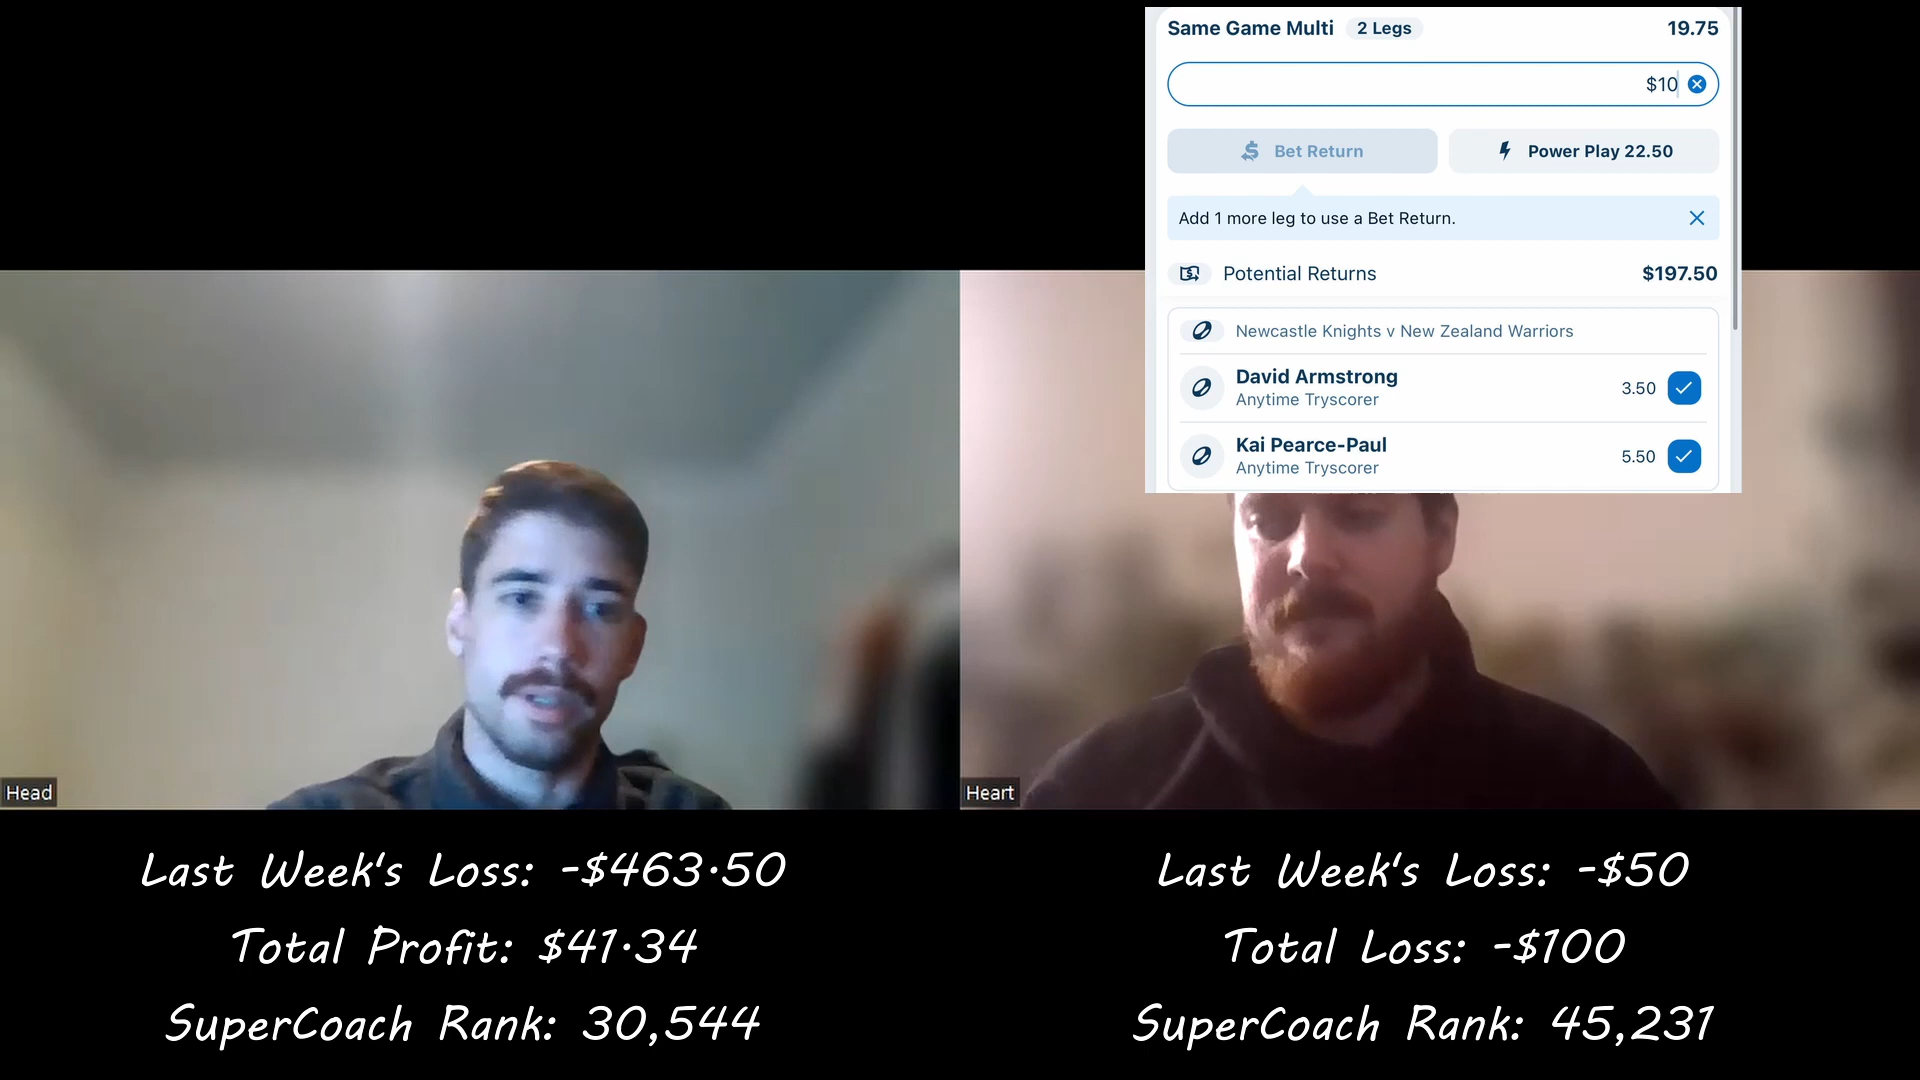 Same Game Multi 2 Legs 19.75
$10
Bet Return
Power Play 22.50
Add 1 more leg to use a Bet Return.
Potential Returns $197.50
Newcastle Knights v New Zealand Warriors
David Armstrong
Anytime Tryscorer
3.50
Kai Pearce-Paul
Anytime Tryscorer
5.50
Head
Heart
Last Week's Loss: -$463.50
Total Profit: $41.34
SuperCoach Rank: 30,544
Last Week's Loss: -$50
Total Loss: -$100
SuperCoach Rank: 45,231